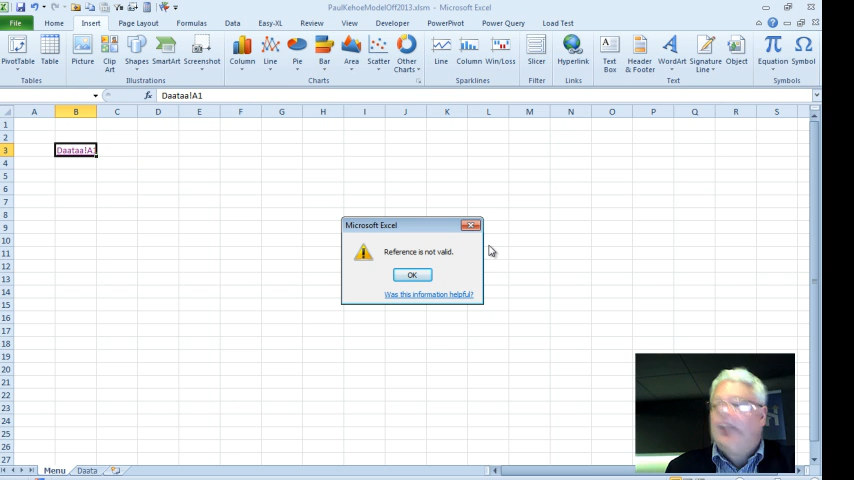 PaulKehoeModelOff2013.xlsm - Microsoft Excel
File Home Insert Page Layout Formulas Data Easy-XL Review View Developer PowerPivot Power Query Load Test
PivotTable Table Picture Clip Art Shapes SmartArt Screenshot Column Line Pie Bar Area Scatter Other Charts Line Column Win/Loss Slicer Hyperlink Text Box Header & Footer WordArt Signature Line Object Equation Symbol
Tables Illustrations Charts Sparklines Filter Links Text Symbols
fx Daataa!A1
A B C D E F G H I J K L M N O P Q R S
1
2
3 Daataa!A1
4
5
6
7
8
9 Microsoft Excel
10
11 Reference is not valid.
12
13 OK
14 Was this information helpful?
15
16
17
18
19
20
21
22
23
24
25
26
27
Menu Daata